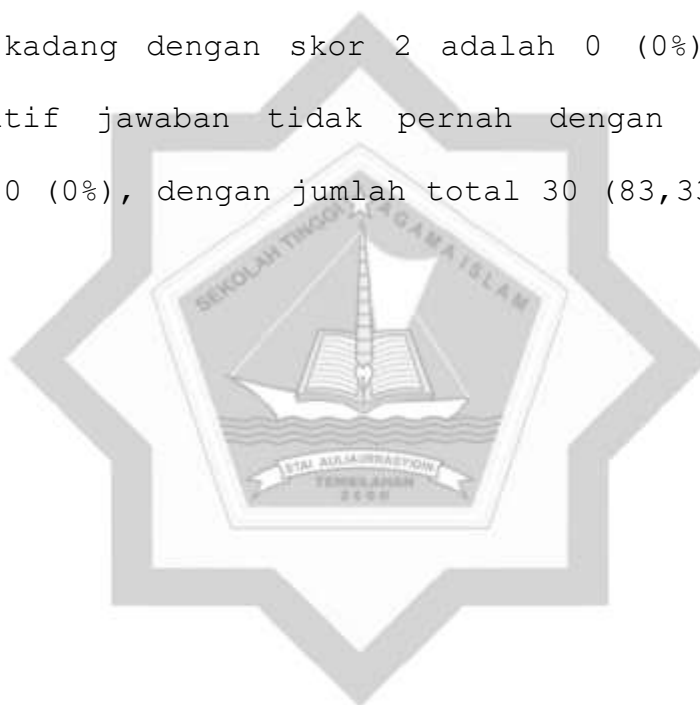 kadang dengan skor 2 adalah 0 (0%)
tif jawaban tidak pernah dengan
0 (0%), dengan jumlah total 30 (83,33
SEKOLAH TINGGI AGAMA ISLAM
STAI AULIAURRASYIDIN
TEMBILAHAN